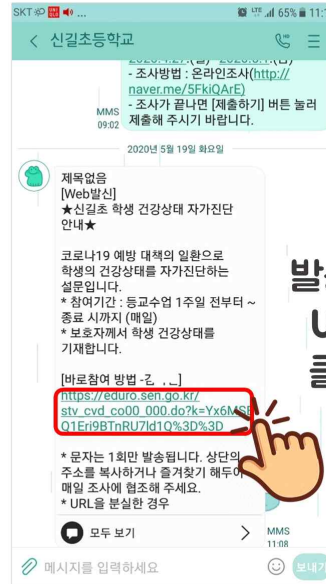 SKT
LTE 65% 11:1
신길초등학교
- 조사방법 : 온라인조사(http://
naver.me/5FkiQArE)
- 조사가 끝나면 [제출하기] 버튼 눌러
제출해 주시기 바랍니다.
MMS
09:02
2020년 5월 19일 화요일
제목없음
[Web발신]
★신길초 학생 건강상태 자가진단
안내★
코로나19 예방 대책의 일환으로
학생의 건강상태를 자가진단하는
설문입니다.
* 참여기간 : 등교수업 1주일 전부터 ~
종료 시까지 (매일)
* 보호자께서 학생 건강상태를
기재합니다.
[바로참여 방법 -
https://eduro.sen.go.kr/
stv_cvd_co00_000.do?k=Yx6MSE
Q1Eri9BTnRU7ld1Q%3D%3D
* 문자는 1회만 발송됩니다. 상단의
주소를 복사하거나 즐겨찾기 해두어
매일 조사에 협조해 주세요.
* URL을 분실한 경우
모두 보기
MMS
11:08
메시지를 입력하세요
보내기